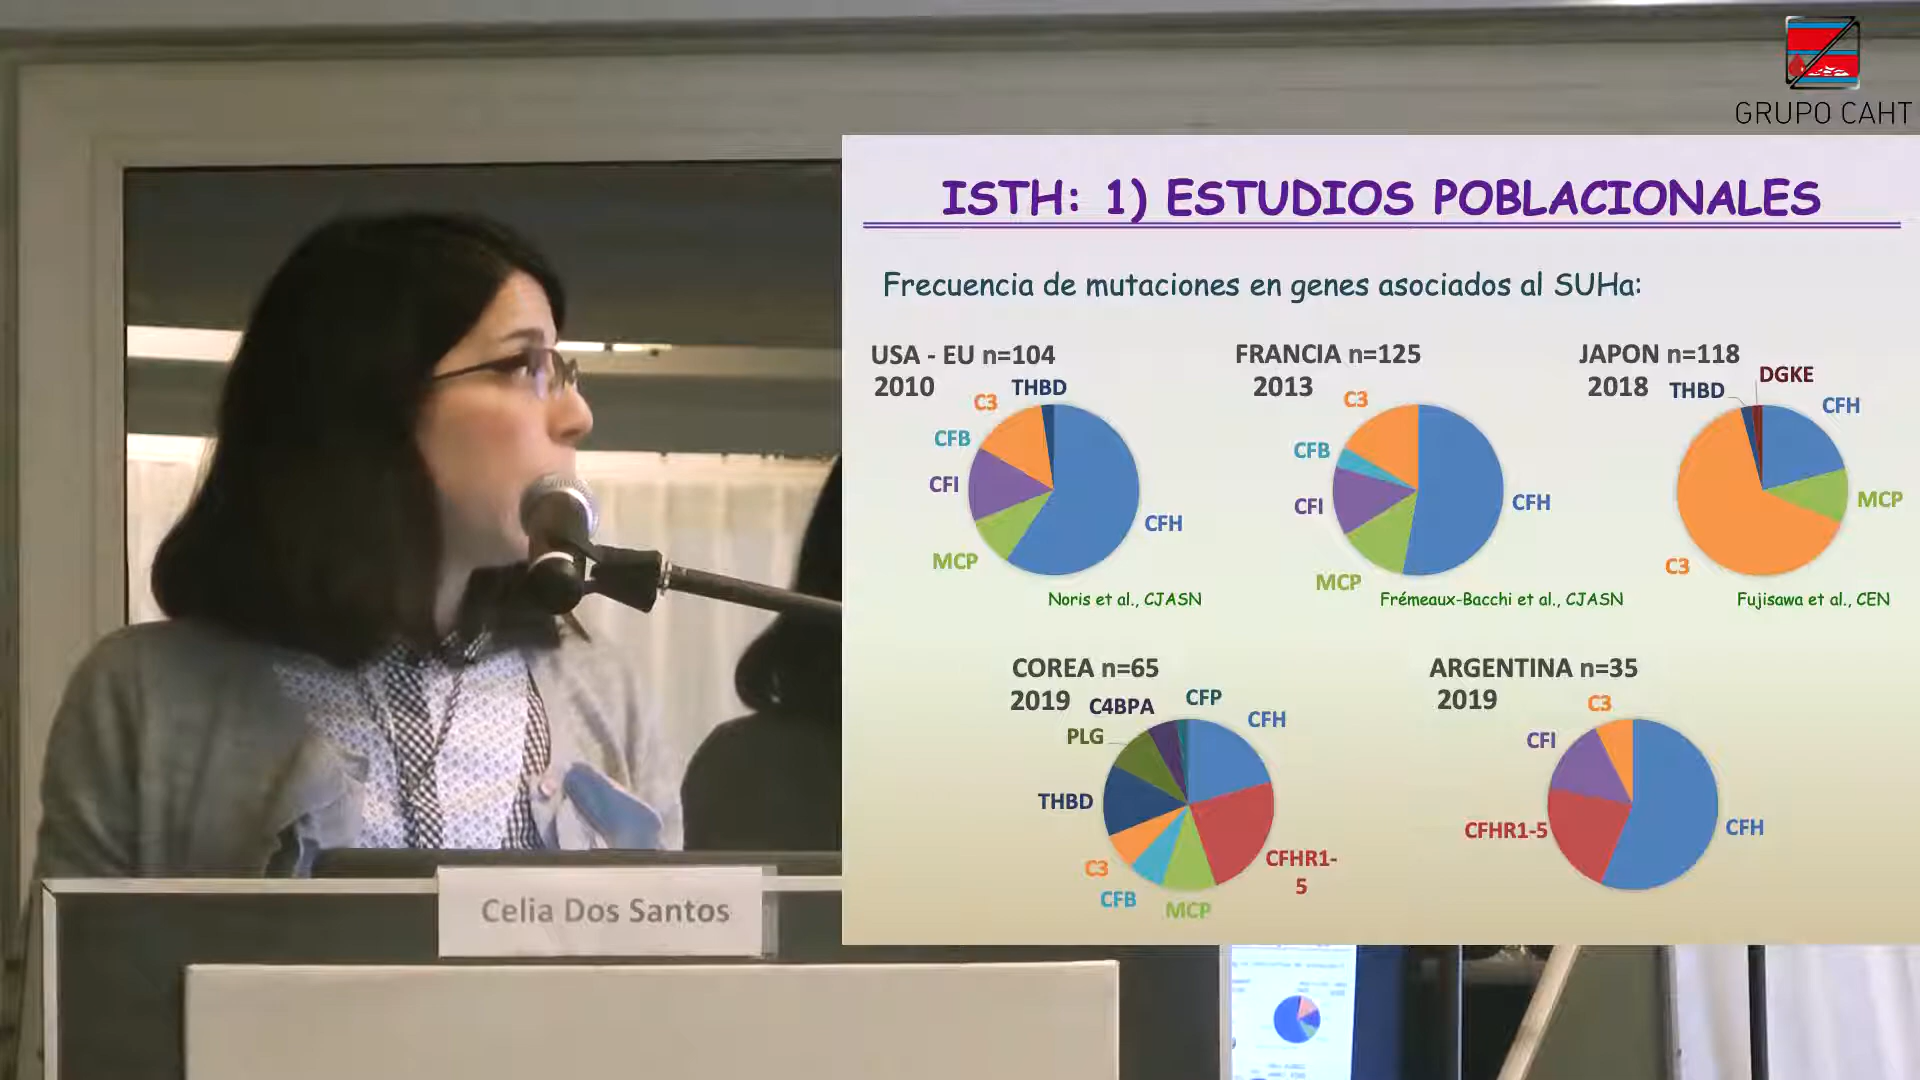 GRUPO CAHT
ISTH: 1) ESTUDIOS POBLACIONALES
Frecuencia de mutaciones en genes asociados al SUHa:
USA - EU n=104
2010
THBD
C3
CFB
CFI
MCP
CFH
Noris et al., CJASN
FRANCIA n=125
2013
C3
CFB
CFI
MCP
CFH
Frémeaux-Bacchi et al., CJASN
JAPON n=118
2018
THBD
DGKE
CFH
MCP
C3
Fujisawa et al., CEN
COREA n=65
2019
C4BPA
CFP
CFH
PLG
THBD
C3
CFB
MCP
CFHR1-
5
ARGENTINA n=35
2019
C3
CFI
CFHR1-5
CFH
Celia Dos Santos